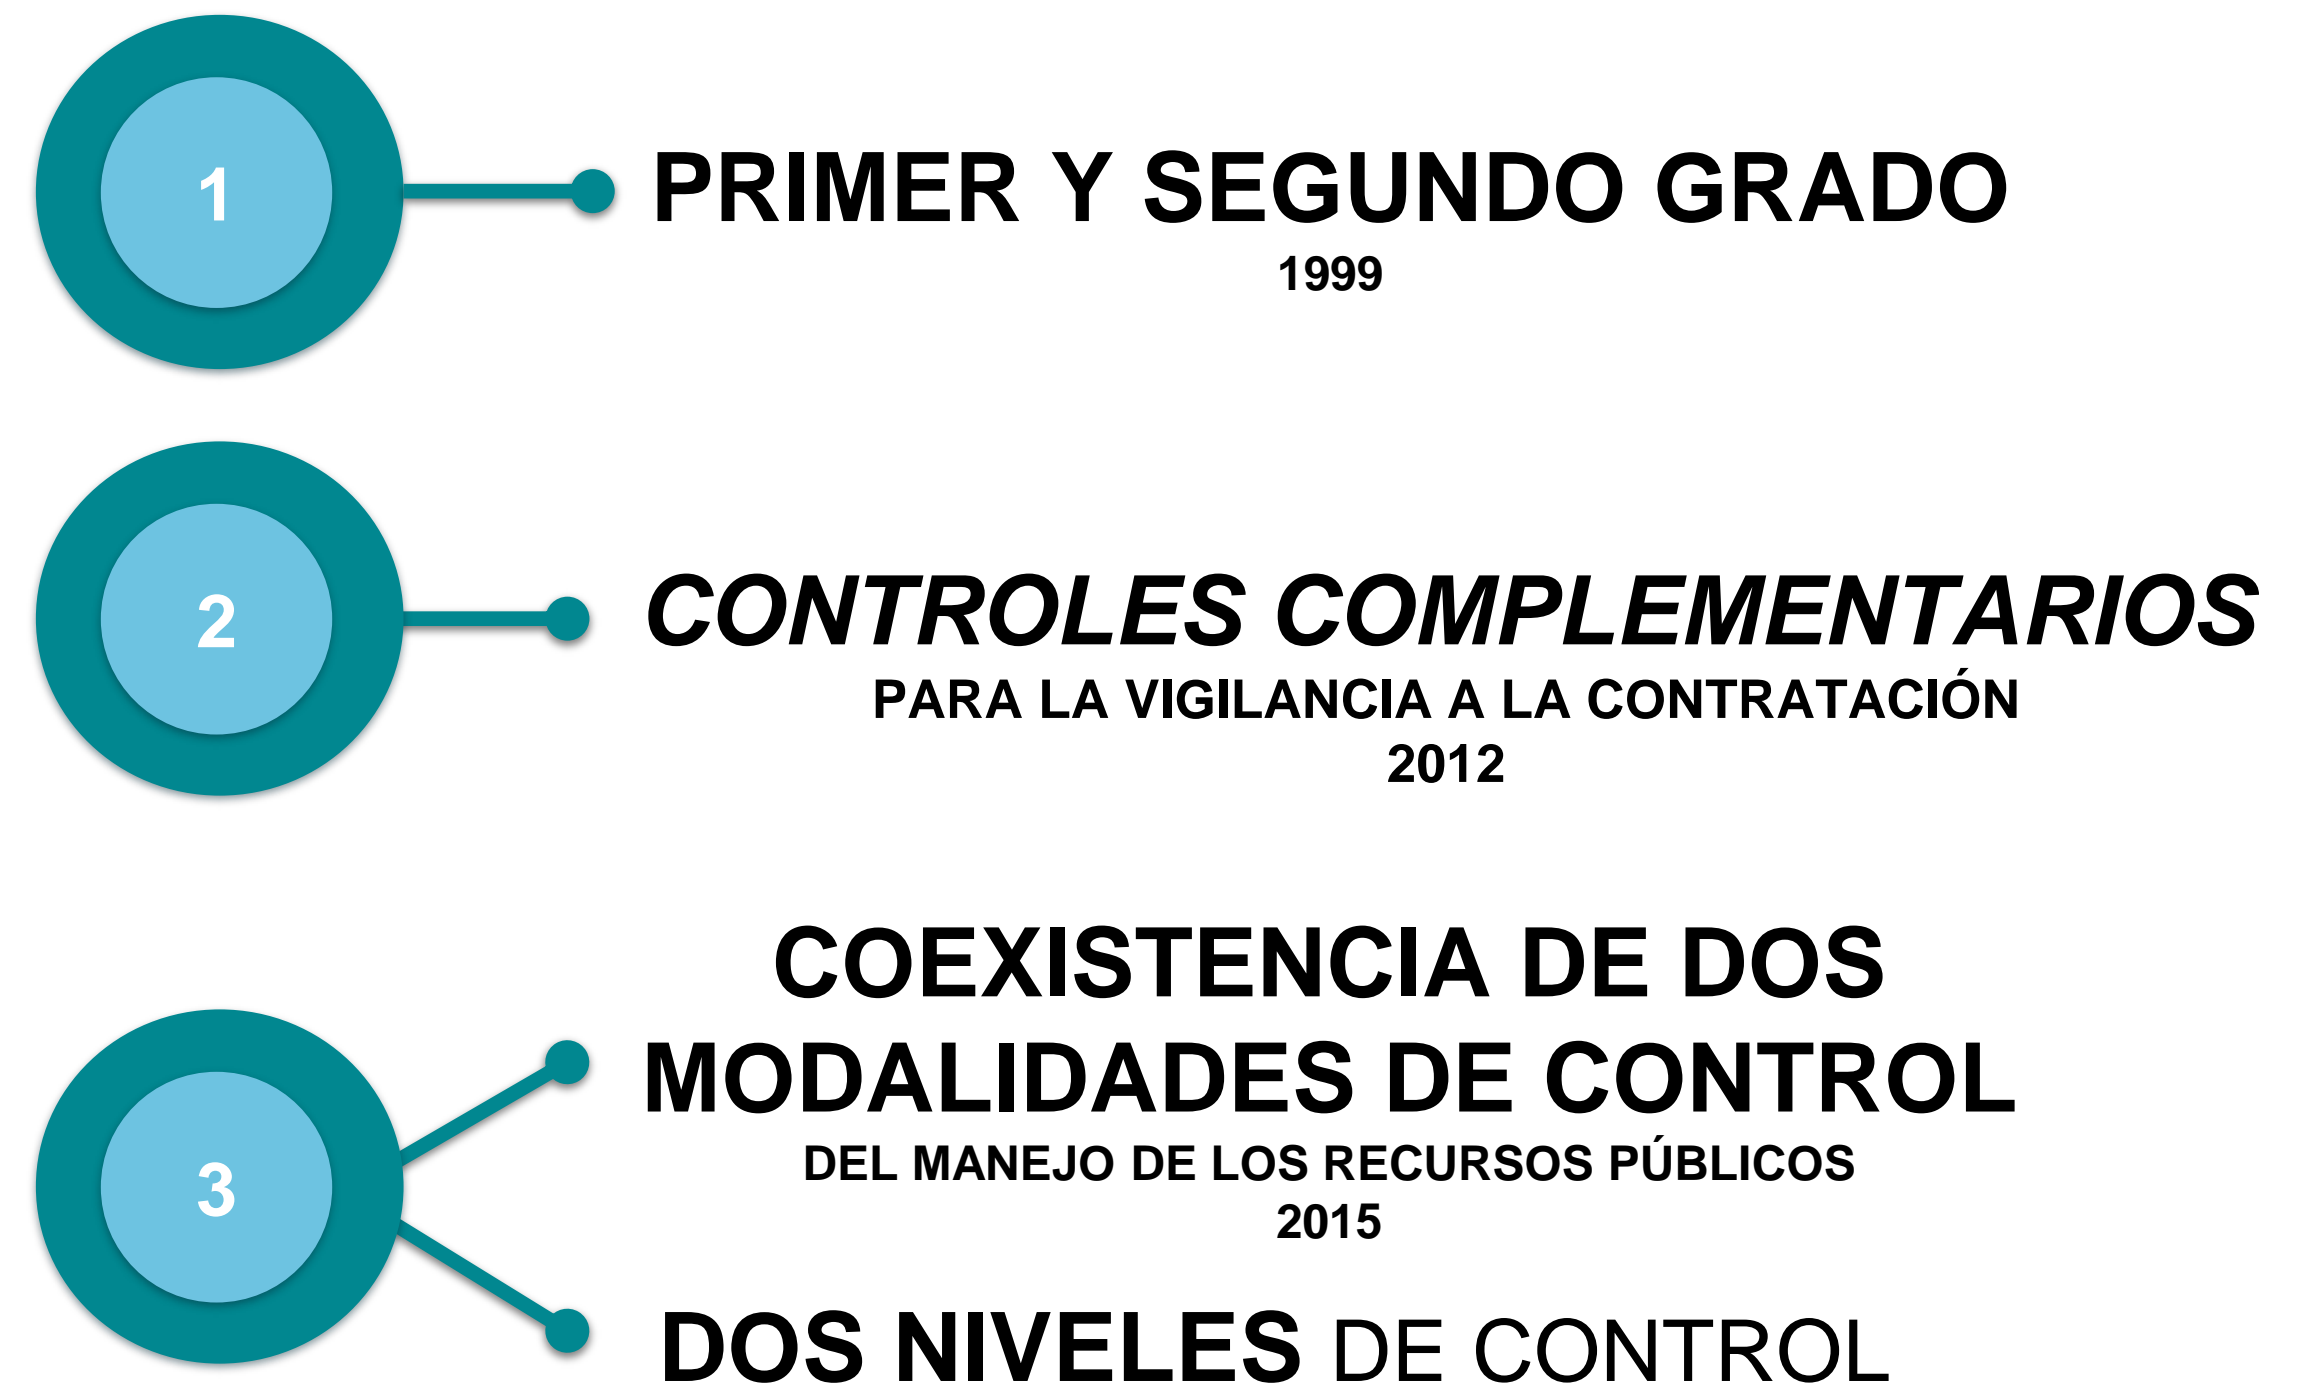 1
PRIMER Y SEGUNDO GRADO
1999
2
CONTROLES COMPLEMENTARIOS
PARA LA VIGILANCIA A LA CONTRATACIÓN
2012
3
COEXISTENCIA DE DOS
MODALIDADES DE CONTROL
DEL MANEJO DE LOS RECURSOS PÚBLICOS
2015
DOS NIVELES DE CONTROL